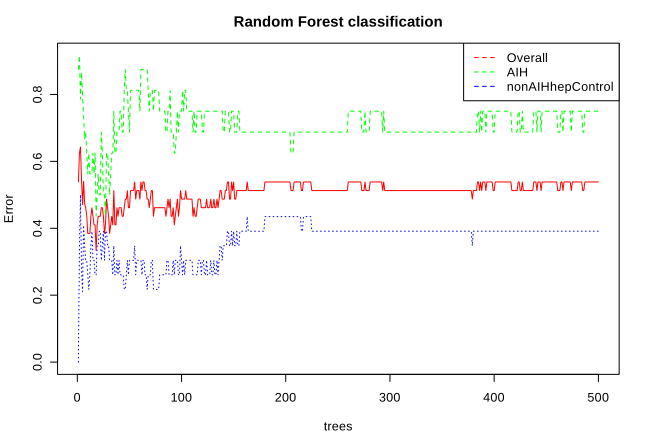 Random Forest classification
Overall
AIH
nonAIHhepControl
Error
0.8
0.6
0.4
0.2
0.0
0 100 200 300 400 500
trees